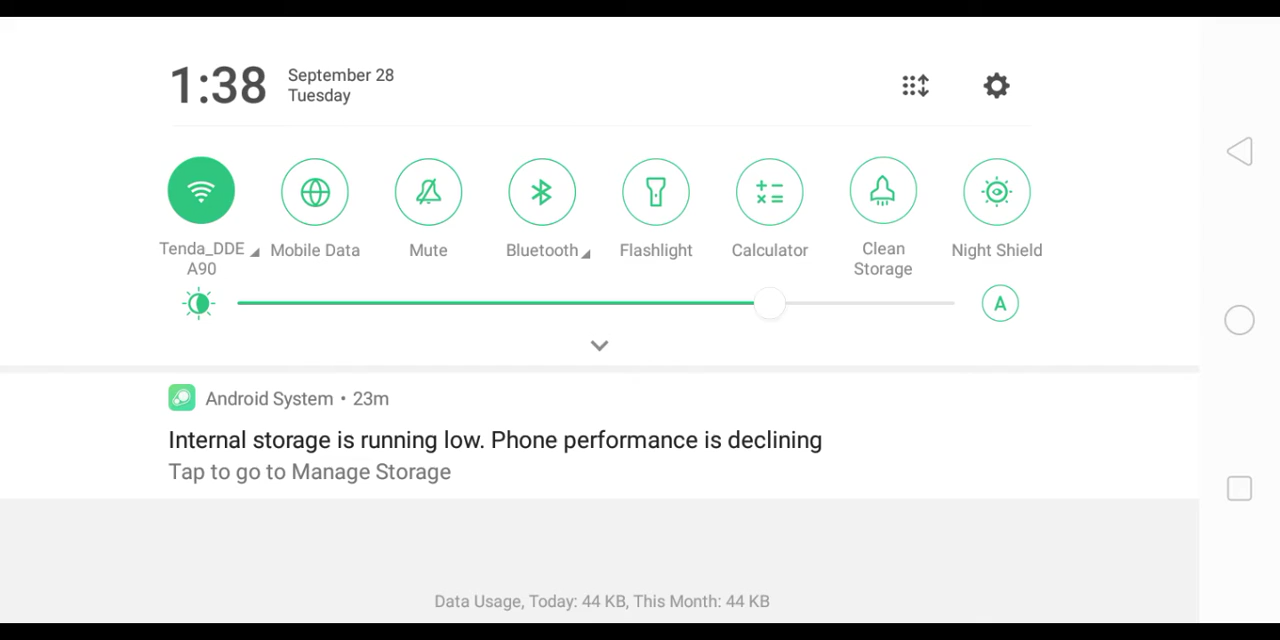 1:38
September 28
Tuesday
Tenda_DDE
A90
Mobile Data
Mute
Bluetooth
Flashlight
Calculator
Clean
Storage
Night Shield
A
Android System • 23m
Internal storage is running low. Phone performance is declining
Tap to go to Manage Storage
Data Usage, Today: 44 KB, This Month: 44 KB